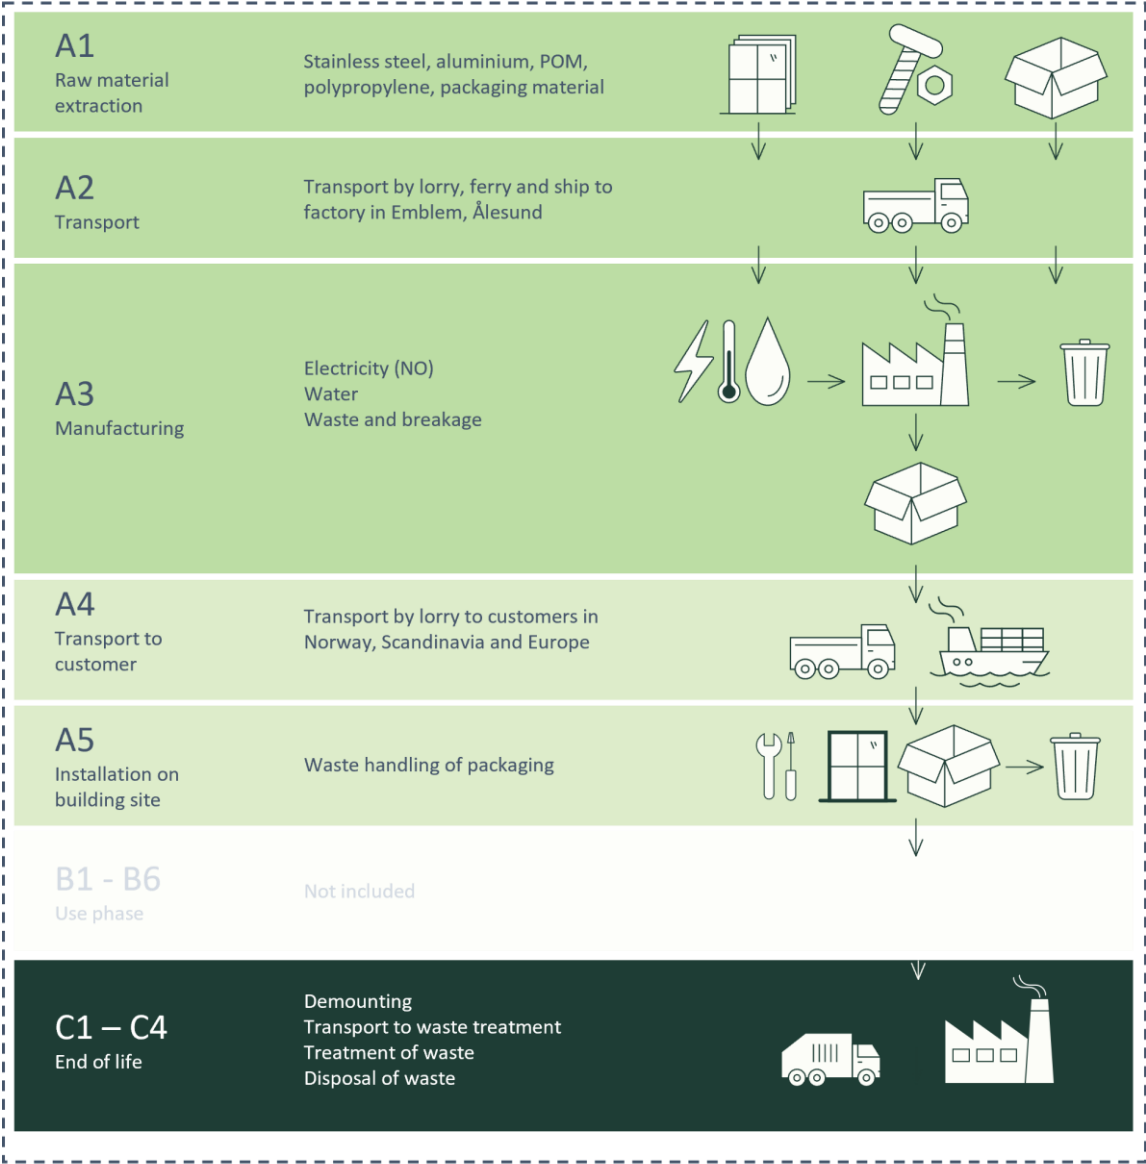 A1
Raw material
extraction
Stainless steel, aluminium, POM,
polypropylene, packaging material
A2
Transport
Transport by lorry, ferry and ship to
factory in Emblem, Ålesund
A3
Manufacturing
Electricity (NO)
Water
Waste and breakage
A4
Transport to
customer
Transport by lorry to customers in
Norway, Scandinavia and Europe
A5
Installation on
building site
Waste handling of packaging
B1 - B6
Use phase
Not included
C1 – C4
End of life
Demounting
Transport to waste treatment
Treatment of waste
Disposal of waste